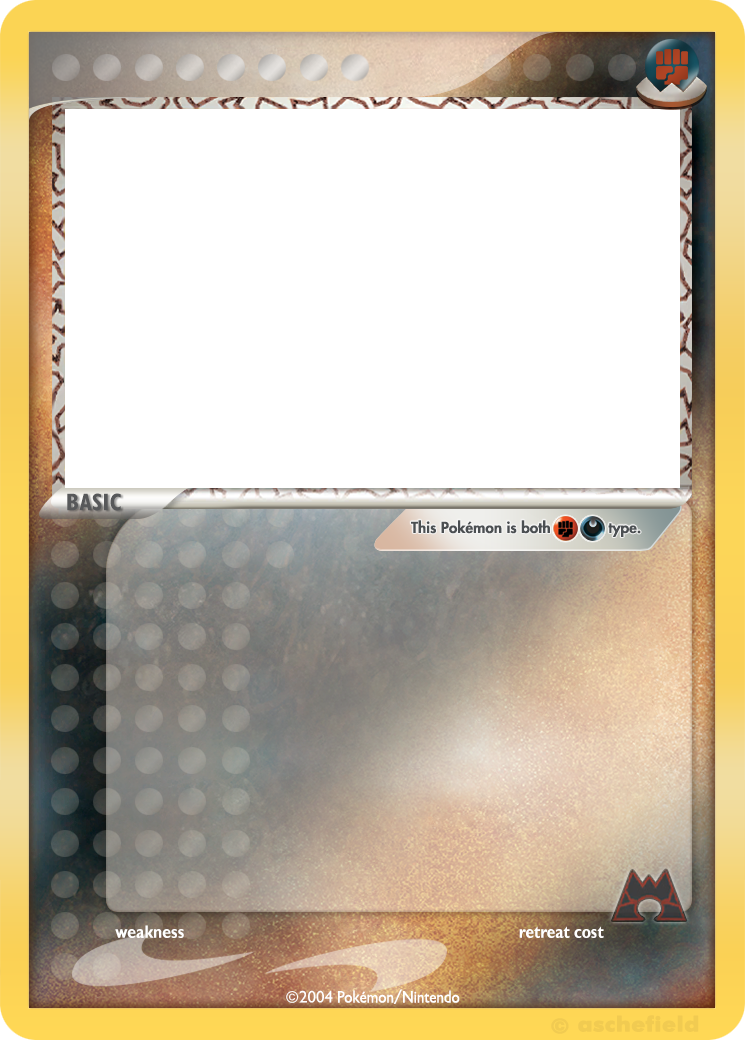 BASIC
This Pokémon is both type.
weakness
retreat cost
©2004 Pokémon/Nintendo
© aschefield